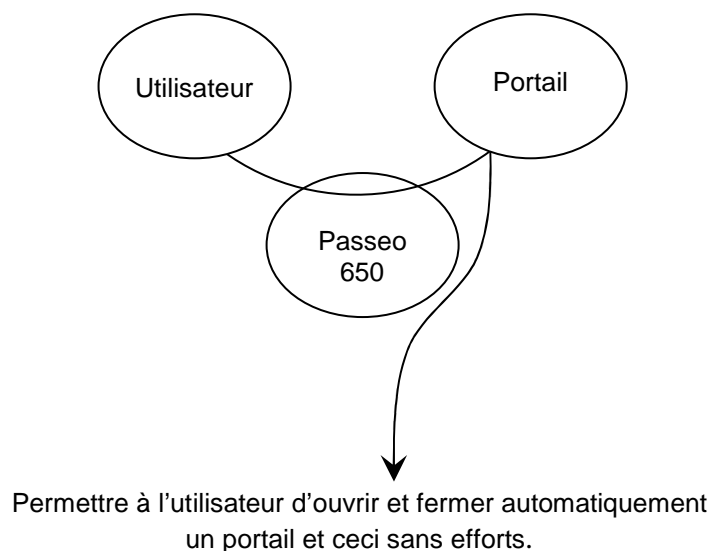 Utilisateur
Portail
Passeo
650
Permettre à l’utilisateur d’ouvrir et fermer automatiquement
un portail et ceci sans efforts.